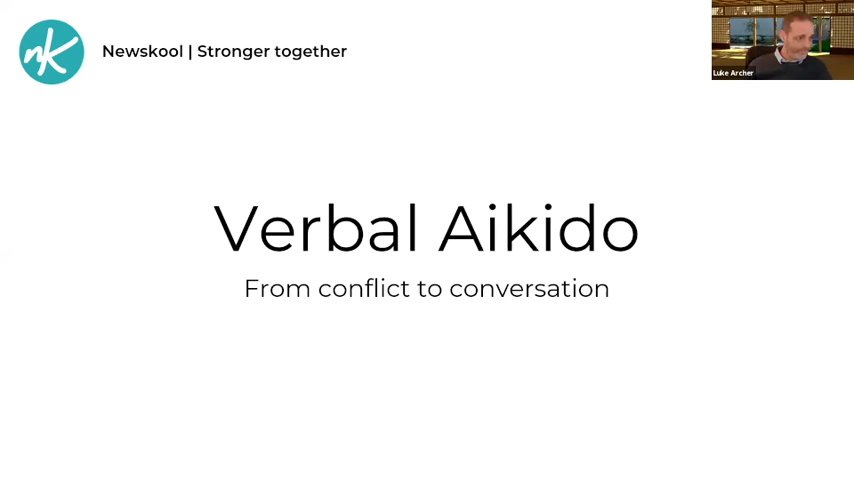 nk
Newskool | Stronger together
Luke Archer
Verbal Aikido
From conflict to conversation